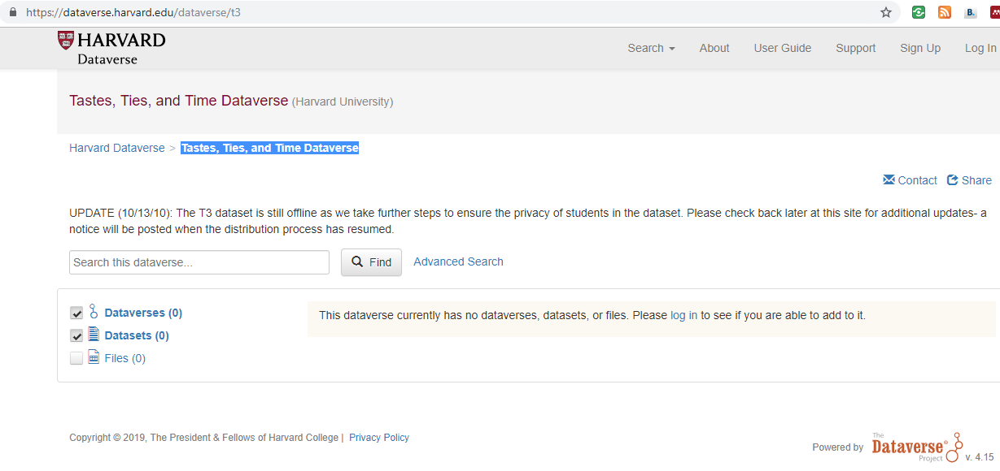 https://dataverse.harvard.edu/dataverse/t3
B.
HARVARD
Dataverse
Search About User Guide Support Sign Up Log In
Tastes, Ties, and Time Dataverse (Harvard University)
Harvard Dataverse > Tastes, Ties, and Time Dataverse
Contact Share
UPDATE (10/13/10): The T3 dataset is still offline as we take further steps to ensure the privacy of students in the dataset. Please check back later at this site for additional updates- a
notice will be posted when the distribution process has resumed.
Search this dataverse... Find Advanced Search
Dataverses (0) This dataverse currently has no dataverses, datasets, or files. Please log in to see if you are able to add to it.
Datasets (0)
Files (0)
Copyright © 2019, The President & Fellows of Harvard College | Privacy Policy
Powered by The Dataverse® Project v. 4.15